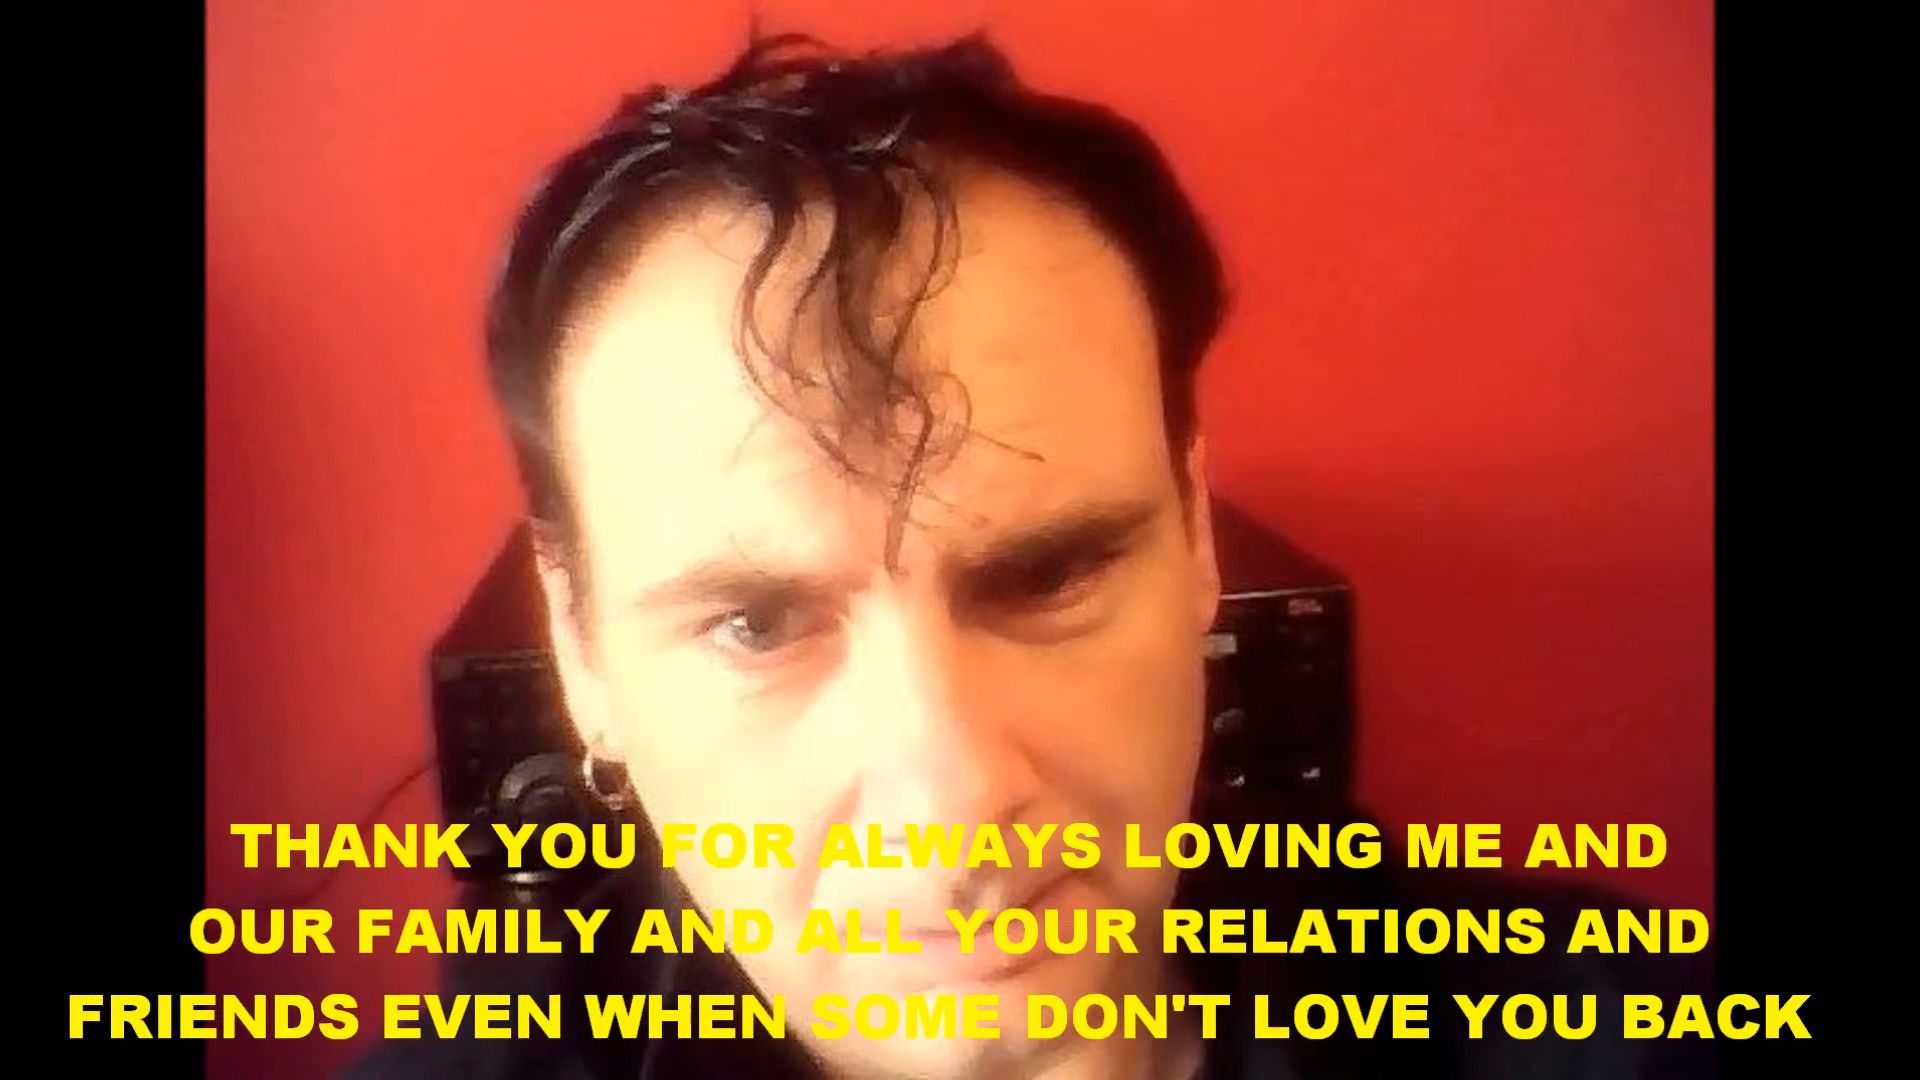 THANK YOU FOR ALWAYS LOVING ME AND
OUR FAMILY AND ALL YOUR RELATIONS AND
FRIENDS EVEN WHEN SOME DON'T LOVE YOU BACK